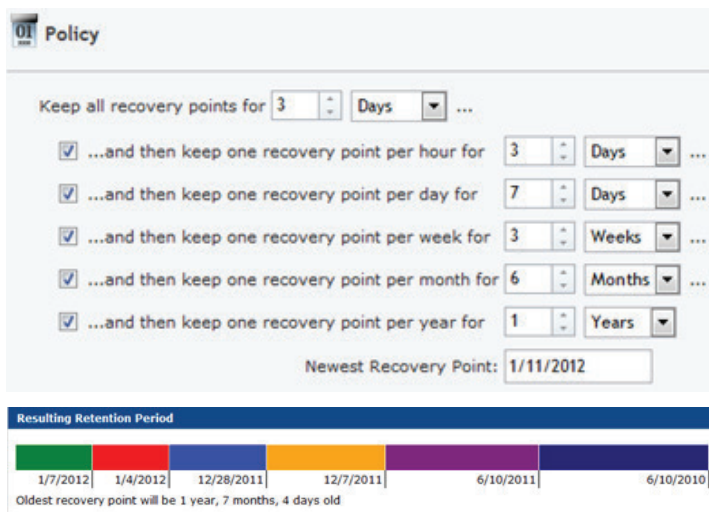 01
Policy
Keep all recovery points for 3 Days ...
...and then keep one recovery point per hour for 3 Days ...
...and then keep one recovery point per day for 7 Days ...
...and then keep one recovery point per week for 3 Weeks ...
...and then keep one recovery point per month for 6 Months ...
...and then keep one recovery point per year for 1 Years
Newest Recovery Point: 1/11/2012
Resulting Retention Period
1/7/2012 1/4/2012 12/28/2011 12/7/2011 6/10/2011 6/10/2010
Oldest recovery point will be 1 year, 7 months, 4 days old